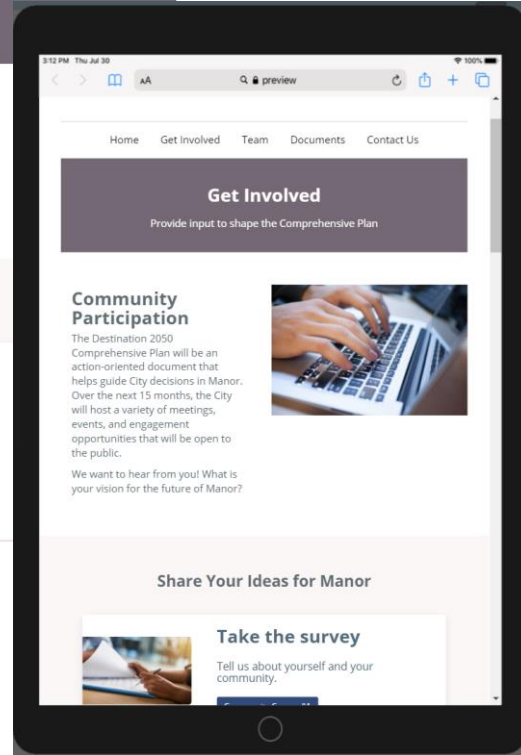 3:12 PM Thu Jul 30
100%
AA
preview
Home Get Involved Team Documents Contact Us
Get Involved
Provide input to shape the Comprehensive Plan
Community
Participation
The Destination 2050
Comprehensive Plan will be an
action-oriented document that
helps guide City decisions in Manor.
Over the next 15 months, the City
will host a variety of meetings,
events, and engagement
opportunities that will be open to
the public.
We want to hear from you! What is
your vision for the future of Manor?
Share Your Ideas for Manor
Take the survey
Tell us about yourself and your
community.